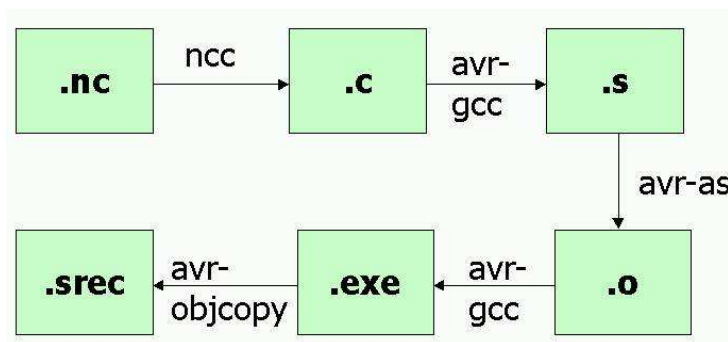 .nc
ncc
.c
avr-
gcc
.s
avr-as
.o
avr-
gcc
.exe
avr-
objcopy
.srec